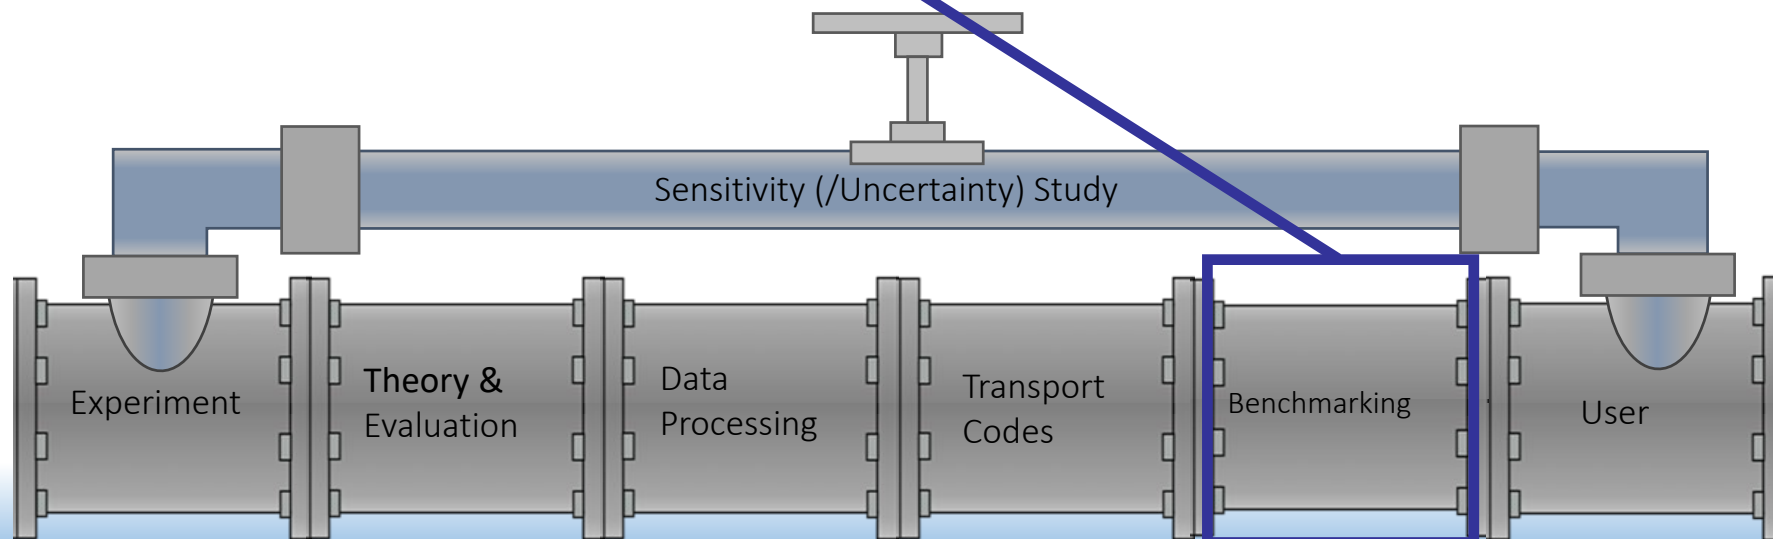 Sensitivity (/Uncertainty) Study
Experiment
Theory &
Evaluation
Data
Processing
Transport
Codes
Benchmarking
User